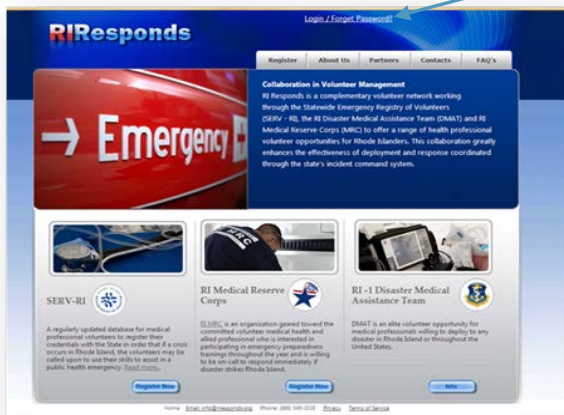 Login / Forget Password?
RIResponds
Register About Us Partners Contacts FAQ's
→ Emergency
Collaboration in Volunteer Management
RI Responds is a complementary volunteer network working
through the Statewide Emergency Registry of Volunteers
(SERV - RI), the RI Disaster Medical Assistance Team (DMAT) and RI
Medical Reserve Corps (MRC) to offer a range of health professional
volunteer opportunities for Rhode Islanders. This collaboration greatly
enhances the effectiveness of deployment and response coordinated
through the state's incident command system.
MRC
SERV-RI
A regularly updated database for medical
professional volunteers to register their
credentials with the State in order that if a crisis
occurs in Rhode Island, the volunteers may be
called upon to use their skills to assist in a
public health emergency. Read more..
Register Now
RI Medical Reserve
Corps
RI MRC is an organization geared toward the
committed volunteer medical health and
allied professional who is interested in
participating in emergency preparedness
trainings throughout the year and is willing
to be on-call to respond immediately if
disaster strikes Rhode Island.
Register Now
RI -1 Disaster Medical
Assistance Team
DMAT is an elite volunteer opportunity for
medical professionals willing to deploy to any
disaster in Rhode Island or throughout the
United States.
Info
Home Email: info@riresponds.org Phone: Privacy Terms of Service